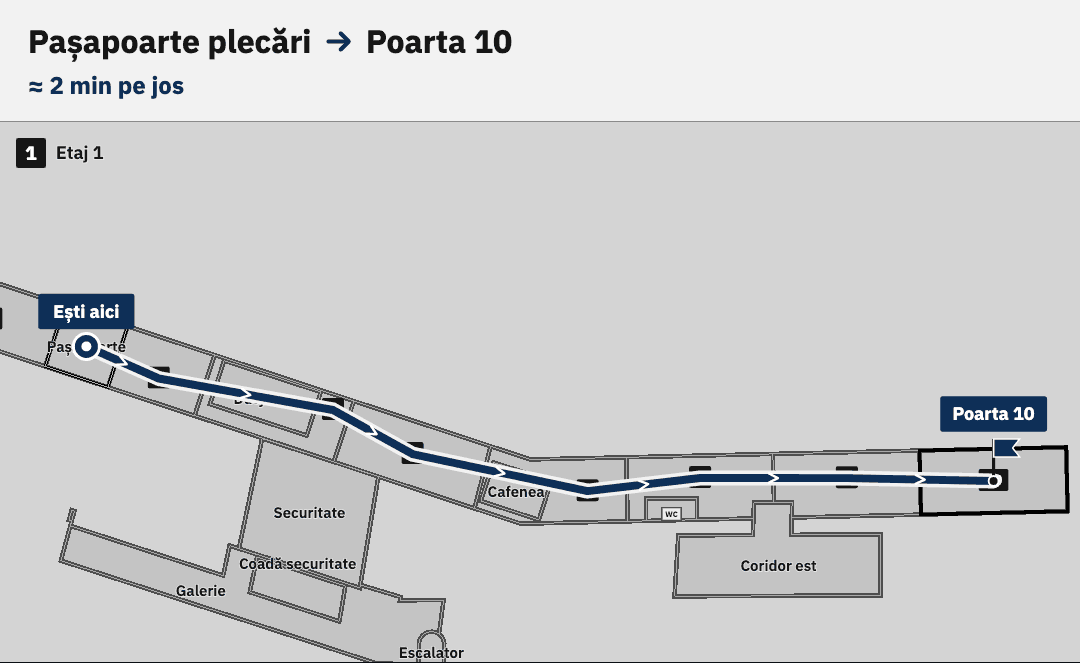 Pașapoarte plecări → Poarta 10
≈ 2 min pe jos
1 Etaj 1
Ești aici
Poarta 10
Cafenea
Securitate
WC
Coadă securitate
Coridor est
Galerie
Escalator